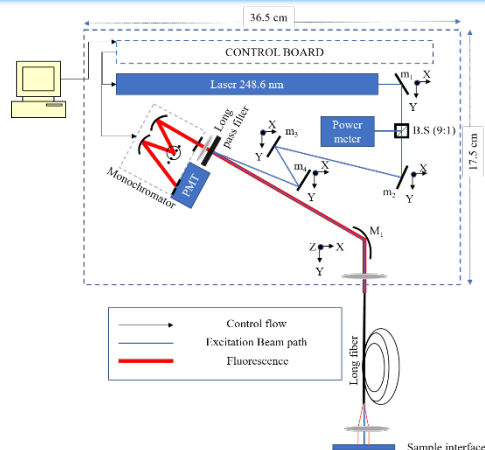 36.5 cm
CONTROL BOARD
Laser 248.6 nm
m1
X
Y
Long pass filter
Power meter
B.S (9:1)
17.5 cm
X
Y
m3
m4
X
Y
m2
X
Y
Monochromator
PMT
M1
Z X
Y
Control flow
Excitation Beam path
Fluorescence
Long fiber
Sample interface